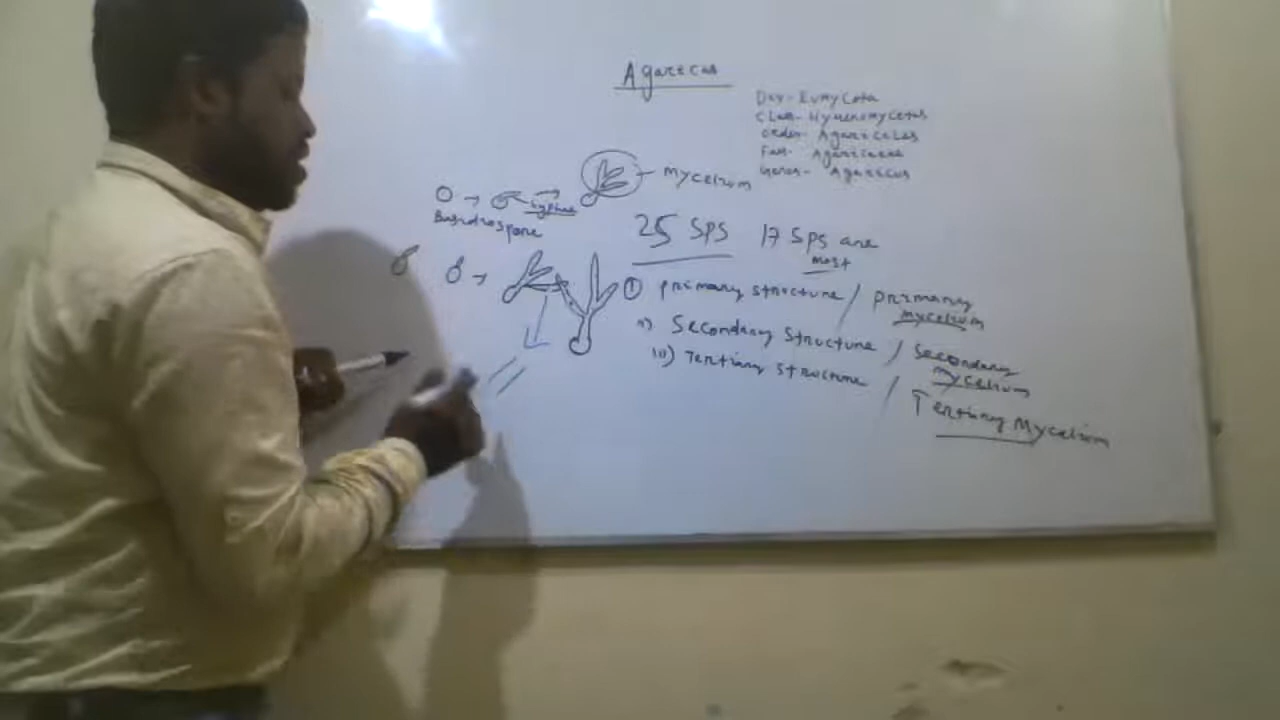 Agaricus
Div- Eumycota
Class- Hymenomycetes
Order- Agaricales
Fam- Agaricaceae
Genus- Agaricus
Mycelium
hyphae
Basidiospore
25 SPS 17 SPS are
most
① Primary structure / Primary
mycelium
ii) Secondary structure / Secondary
mycelium
iii) Tertiary structure / Tertiary Mycelium